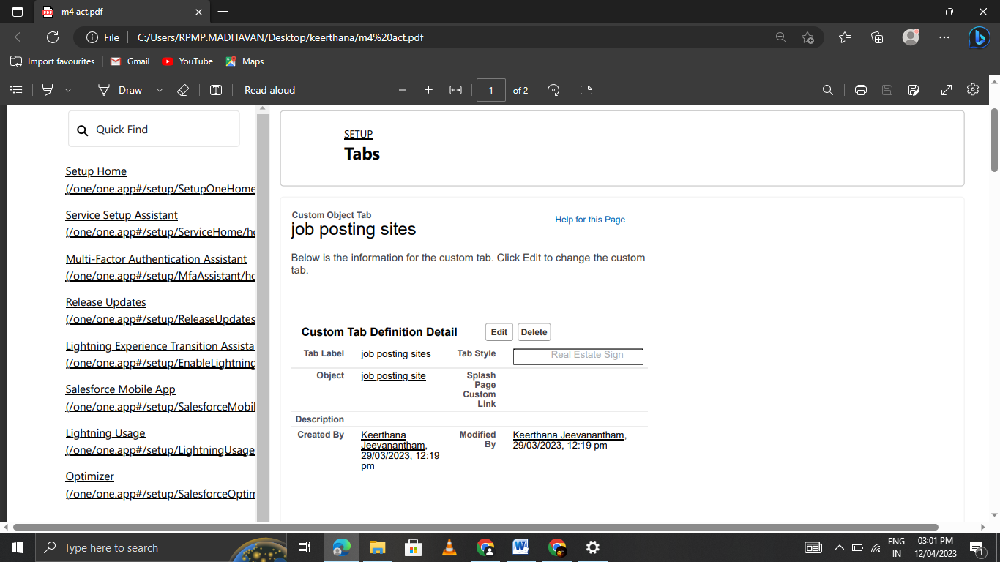 m4 act.pdf
File C:/Users/RPMP.MADHAVAN/Desktop/keerthana/m4%20act.pdf
Import favourites Gmail YouTube Maps
Draw Read aloud 1 of 2
Quick Find
Setup Home
(/one/one.app#/setup/SetupOneHome
Service Setup Assistant
(/one/one.app#/setup/ServiceHome/ho
Multi-Factor Authentication Assistant
(/one/one.app#/setup/MfaAssistant/ho
Release Updates
(/one/one.app#/setup/ReleaseUpdates
Lightning Experience Transition Assista
(/one/one.app#/setup/EnableLightning
Salesforce Mobile App
(/one/one.app#/setup/SalesforceMobil
Lightning Usage
(/one/one.app#/setup/LightningUsage
Optimizer
(/one/one.app#/setup/SalesforceOptim
SETUP
Tabs
Custom Object Tab
job posting sites
Help for this Page
Below is the information for the custom tab. Click Edit to change the custom
tab.
Custom Tab Definition Detail Edit Delete
Tab Label job posting sites Tab Style Real Estate Sign
Object job posting site Splash
Page
Custom
Link
Description
Created By Keerthana
Jeevanantham,
29/03/2023, 12:19
pm
Modified
By
Keerthana Jeevanantham,
29/03/2023, 12:19 pm
Type here to search
ENG
IN
03:01 PM
12/04/2023
1